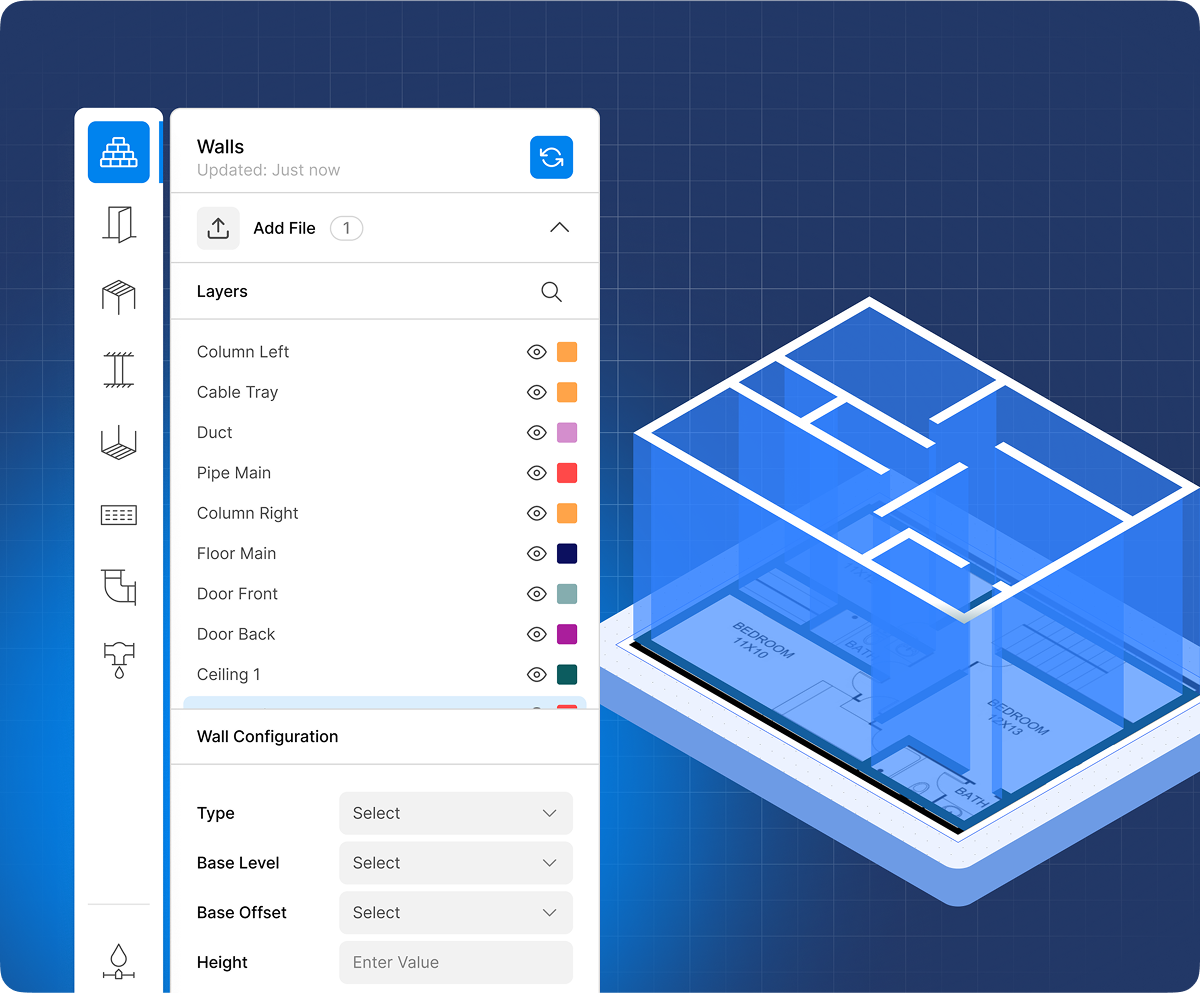 Walls
Updated: Just now
Add File 1
Layers
Column Left
Cable Tray
Duct
Pipe Main
Column Right
Floor Main
Door Front
Door Back
Ceiling 1
Wall Configuration
Type Select
Base Level Select
Base Offset Select
Height Enter Value
BEDROOM
11X10
BATH
BEDROOM
12X13
BATH